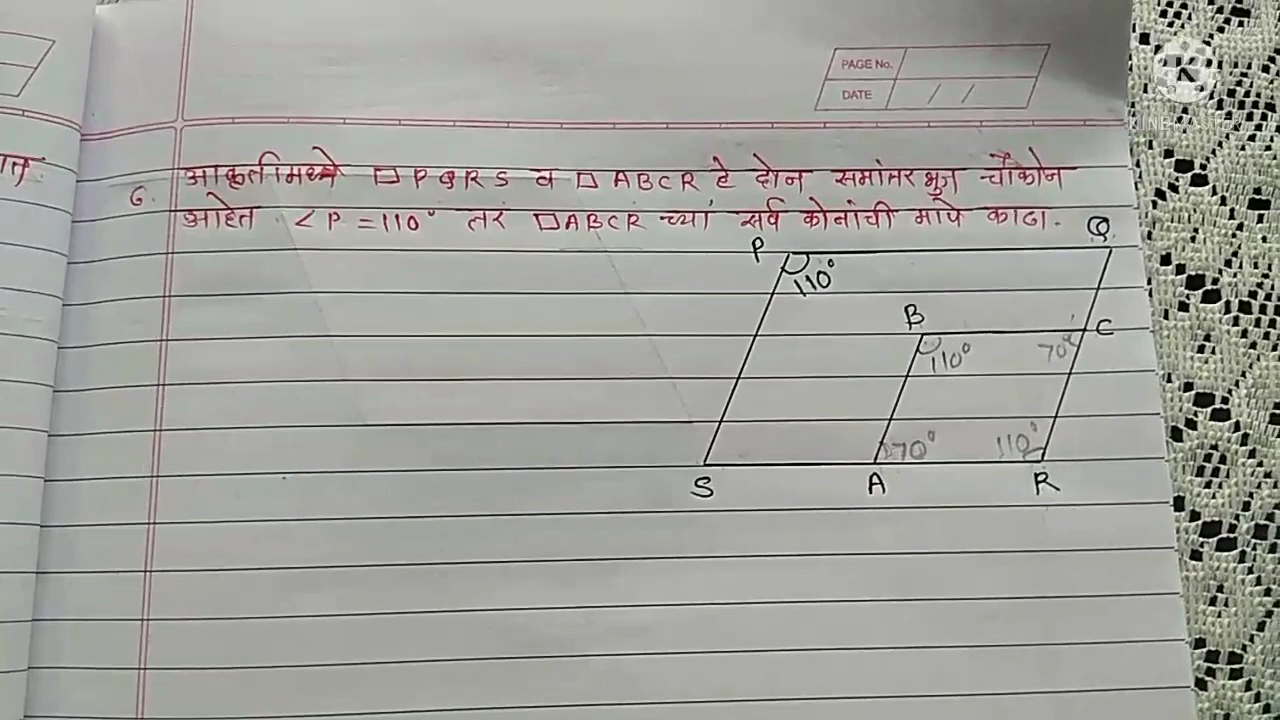 PAGE No.
DATE / /
KINEMASTER
6. आकृतीमध्ये □ PQRS व □ ABCR हे दोन समांतरभुज चौकोन
आहेत. ∠P = 110° तर □ABCR च्या सर्व कोनांची मापे काढा.
P Q
110°
B C
110° 70°
70° 110°
S A R